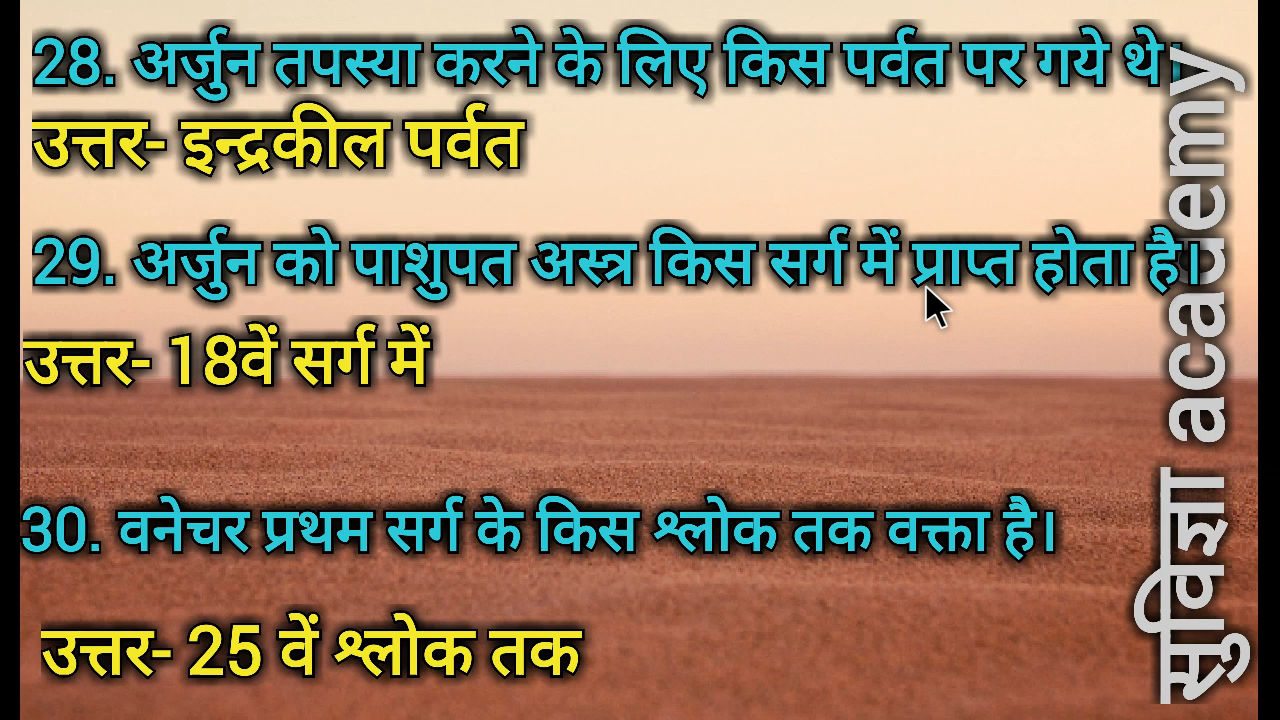 28. अर्जुन तपस्या करने के लिए किस पर्वत पर गये थे।
उत्तर- इन्द्रकील पर्वत
29. अर्जुन को पाशुपत अस्त्र किस सर्ग में प्राप्त होता है।
उत्तर- 18वें सर्ग में
30. वनेचर प्रथम सर्ग के किस श्लोक तक वक्ता है।
उत्तर- 25 वें श्लोक तक
सुविज्ञा academy